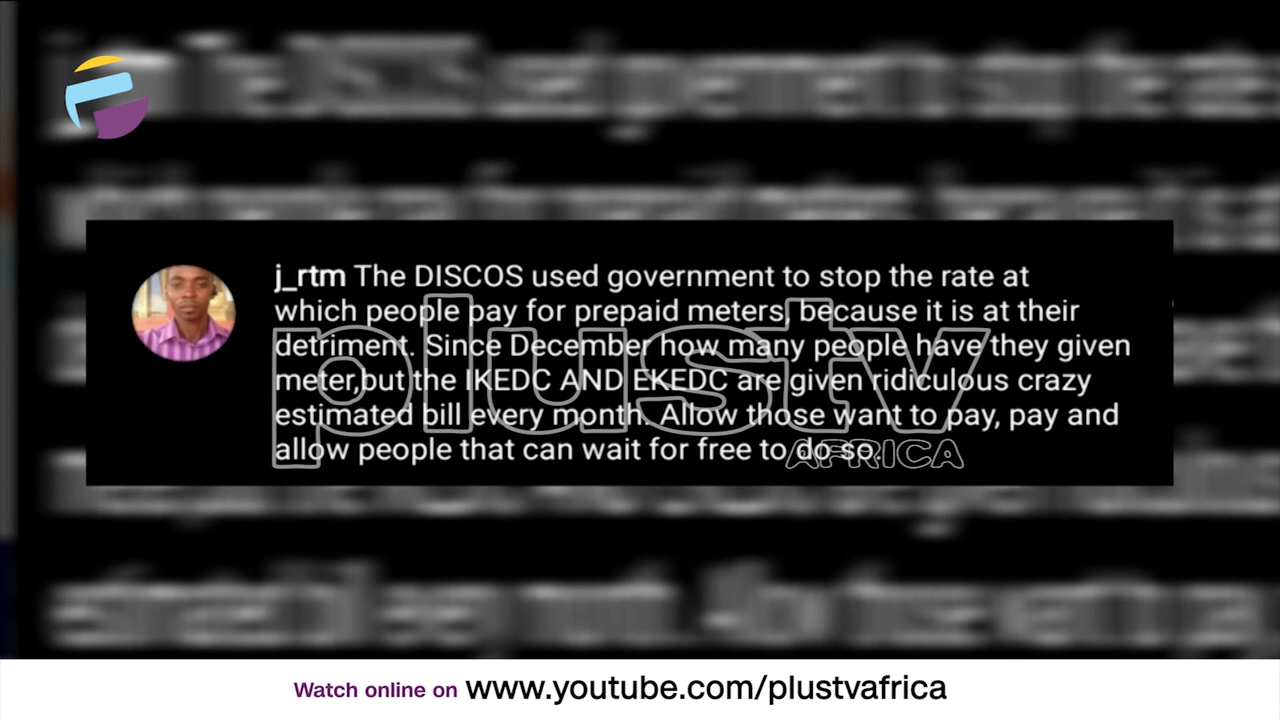 j_rtm The DISCOS used government to stop the rate at
which people pay for prepaid meters, because it is at their
detriment. Since December how many people have they given
meter,but the IKEDC AND EKEDC are given ridiculous crazy
estimated bill every month. Allow those want to pay, pay and
allow people that can wait for free to do so.
plustv
AFRICA
Watch online on www.youtube.com/plustvafrica